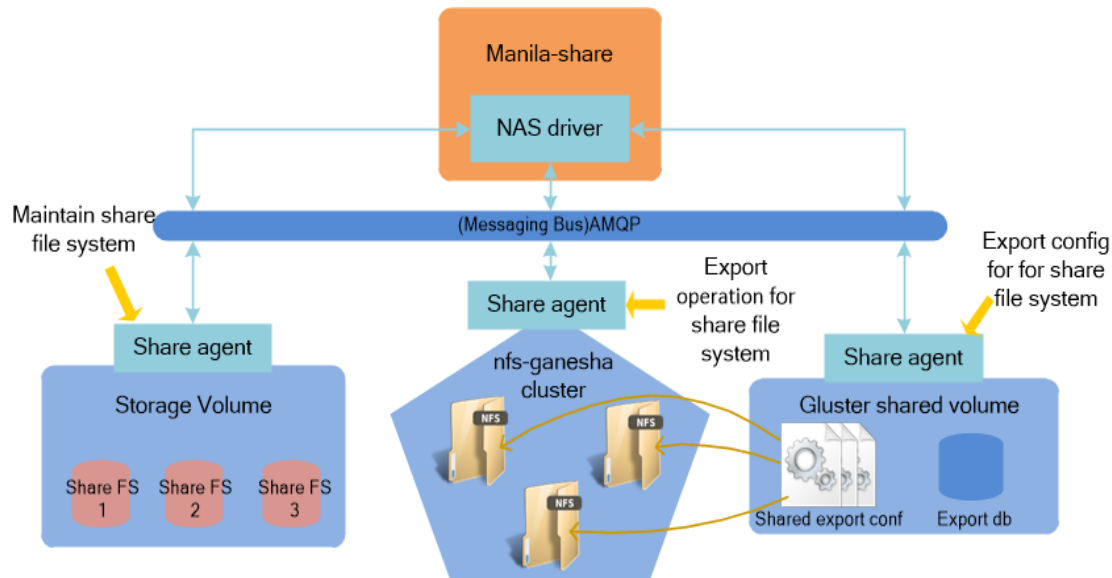 Manila-share
NAS driver
(Messaging Bus)AMQP
Maintain share
file system
Share agent
Storage Volume
Share FS
1
Share FS
2
Share FS
3
Share agent
Export
operation for
share file
system
nfs-ganesha
cluster
NFS
NFS
NFS
Export config
for for share
file system
Share agent
Gluster shared volume
Shared export conf
Export db